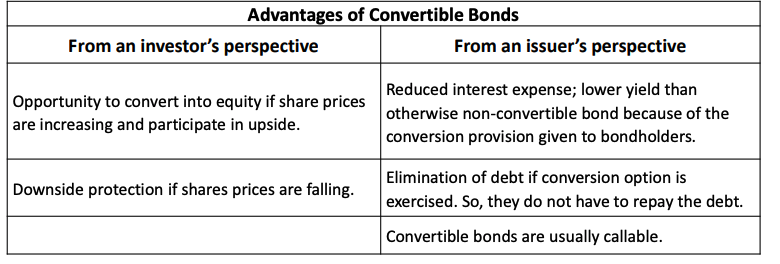 Advantages of Convertible Bonds
From an investor's perspective
From an issuer's perspective
Opportunity to convert into equity if share prices
are increasing and participate in upside.
Reduced interest expense; lower yield than
otherwise non-convertible bond because of the
conversion provision given to bondholders.
Downside protection if shares prices are falling.
Elimination of debt if conversion option is
exercised. So, they do not have to repay the debt.
Convertible bonds are usually callable.